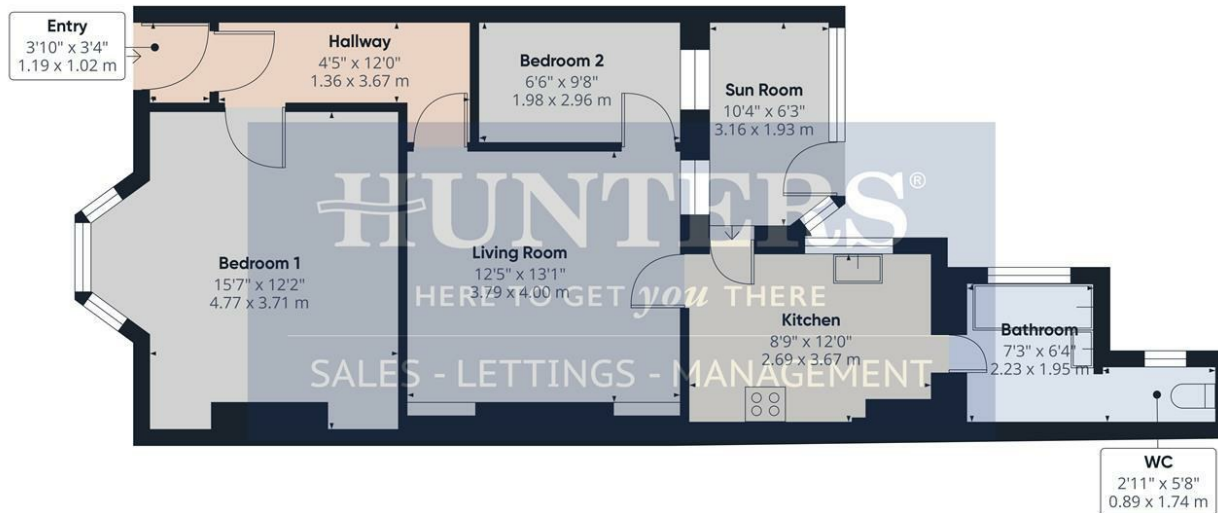 Entry
3'10" x 3'4"
1.19 x 1.02 m
Hallway
4'5" x 12'0"
1.36 x 3.67 m
Bedroom 2
6'6" x 9'8"
1.98 x 2.96 m
Sun Room
10'4" x 6'3"
3.16 x 1.93 m
HUNTERS®
HERE TO GET you THERE
SALES - LETTINGS - MANAGEMENT
Bedroom 1
15'7" x 12'2"
4.77 x 3.71 m
Living Room
12'5" x 13'1"
3.79 x 4.00 m
Kitchen
8'9" x 12'0"
2.69 x 3.67 m
Bathroom
7'3" x 6'4"
2.23 x 1.95 m
WC
2'11" x 5'8"
0.89 x 1.74 m